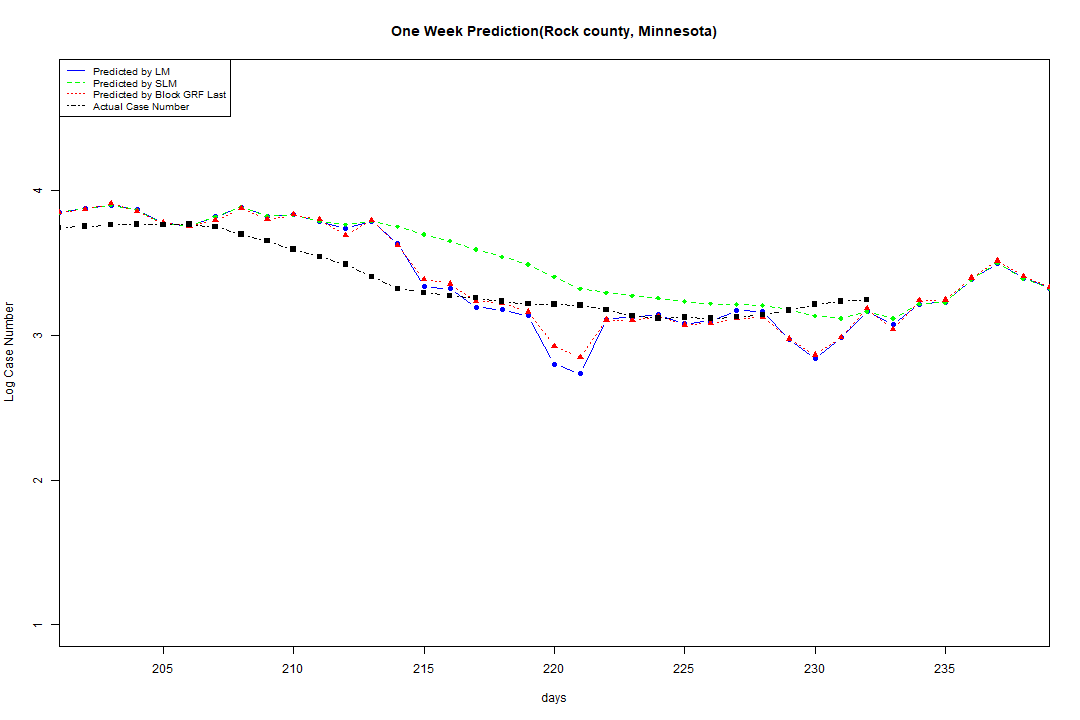 One Week Prediction(Rock county, Minnesota)
Predicted by LM
Predicted by SLM
Predicted by Block GRF Last
Actual Case Number
4
3
2
1
Log Case Number
205 210 215 220 225 230 235
days